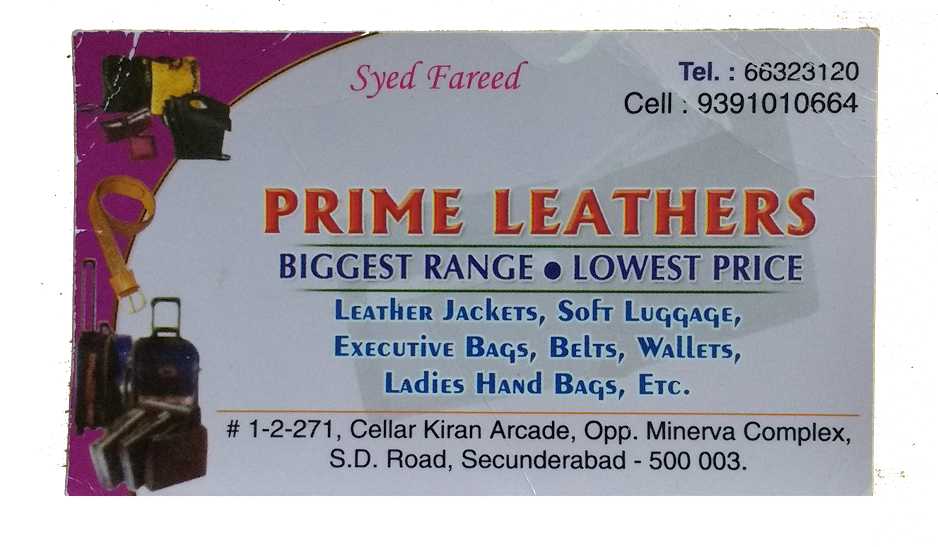 Syed Fareed
Tel. : 66323120
Cell : 9391010664
PRIME LEATHERS
BIGGEST RANGE ● LOWEST PRICE
Leather Jackets, Soft Luggage,
Executive Bags, Belts, Wallets,
Ladies Hand Bags, Etc.
# 1-2-271, Cellar Kiran Arcade, Opp. Minerva Complex,
S.D. Road, Secunderabad - 500 003.